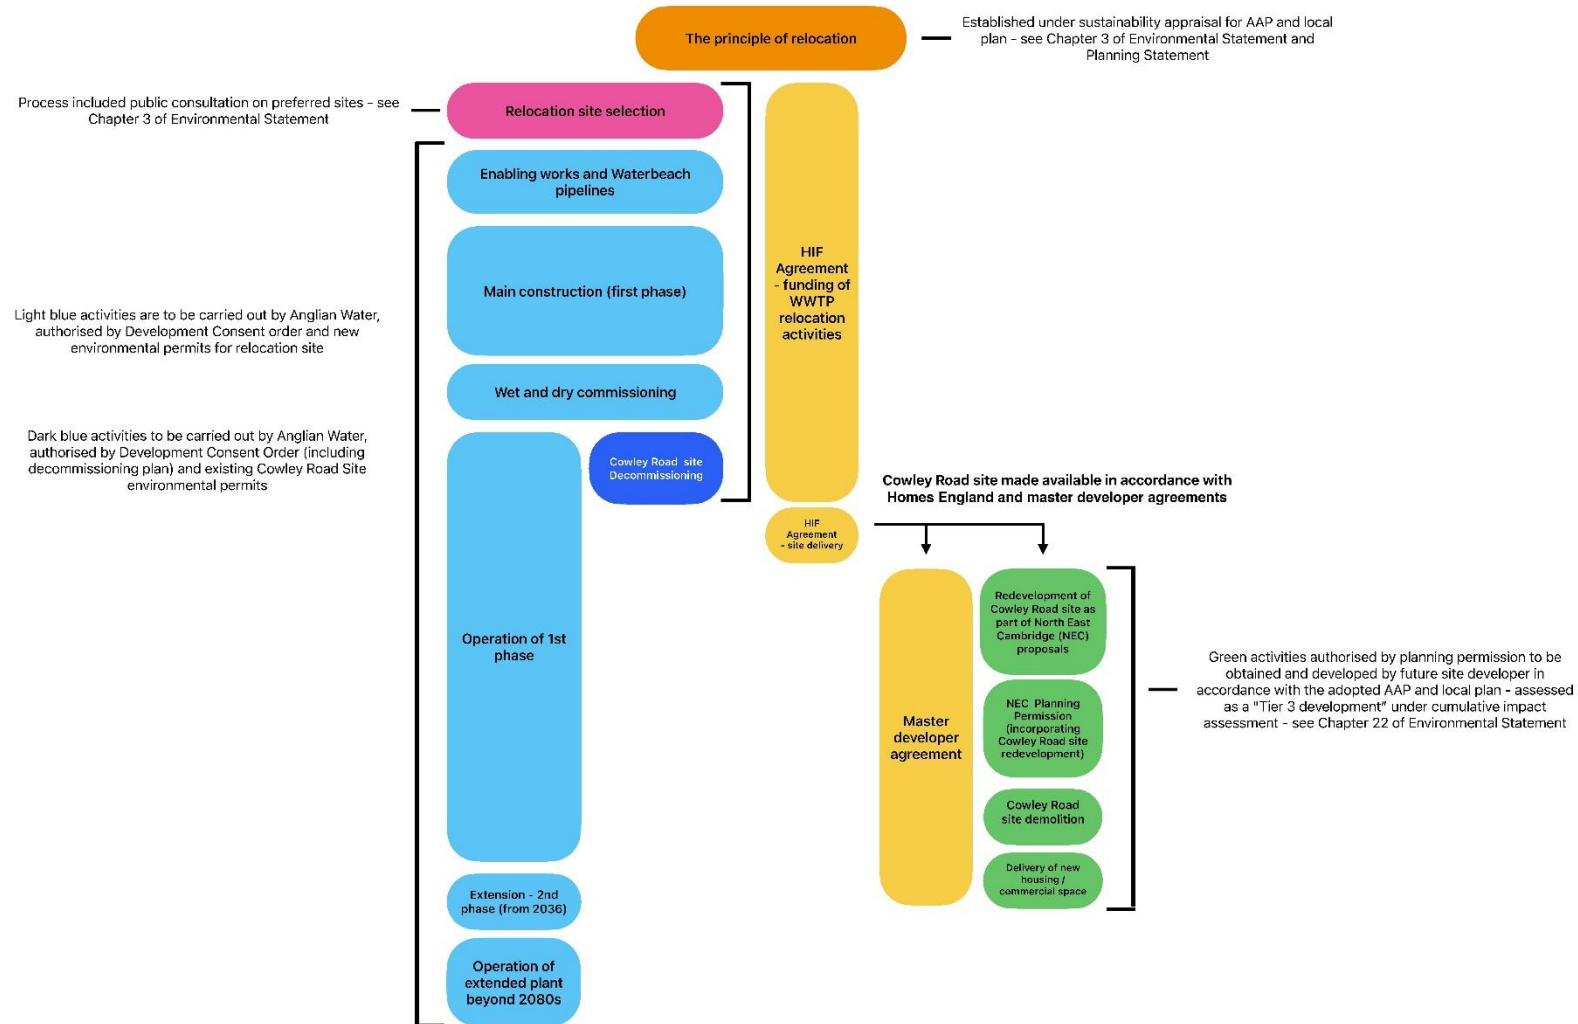 The principle of relocation
Established under sustainability appraisal for AAP and local
plan - see Chapter 3 of Environmental Statement and
Planning Statement
Process included public consultation on preferred sites - see
Chapter 3 of Environmental Statement
Relocation site selection
Enabling works and Waterbeach
pipelines
Main construction (first phase)
HIF
Agreement
- funding of
WWTP
relocation
activities
Light blue activities are to be carried out by Anglian Water,
authorised by Development Consent order and new
environmental permits for relocation site
Wet and dry commissioning
Dark blue activities to be carried out by Anglian Water,
authorised by Development Consent Order (including
decommissioning plan) and existing Cowley Road Site
environmental permits
Cowley Road site
Decommissioning
Cowley Road site made available in accordance with
Homes England and master developer agreements
HIF
Agreement
- site delivery
Operation of 1st
phase
Redevelopment of
Cowley Road site as
part of North East
Cambridge (NEC)
proposals
Green activities authorised by planning permission to be
obtained and developed by future site developer in
accordance with the adopted AAP and local plan - assessed
as a "Tier 3 development" under cumulative impact
assessment - see Chapter 22 of Environmental Statement
Master
developer
agreement
NEC Planning
Permission
(incorporating
Cowley Road site
redevelopment)
Cowley Road
site demolition
Delivery of new
housing /
commercial space
Extension - 2nd
phase (from 2036)
Operation of
extended plant
beyond 2080s